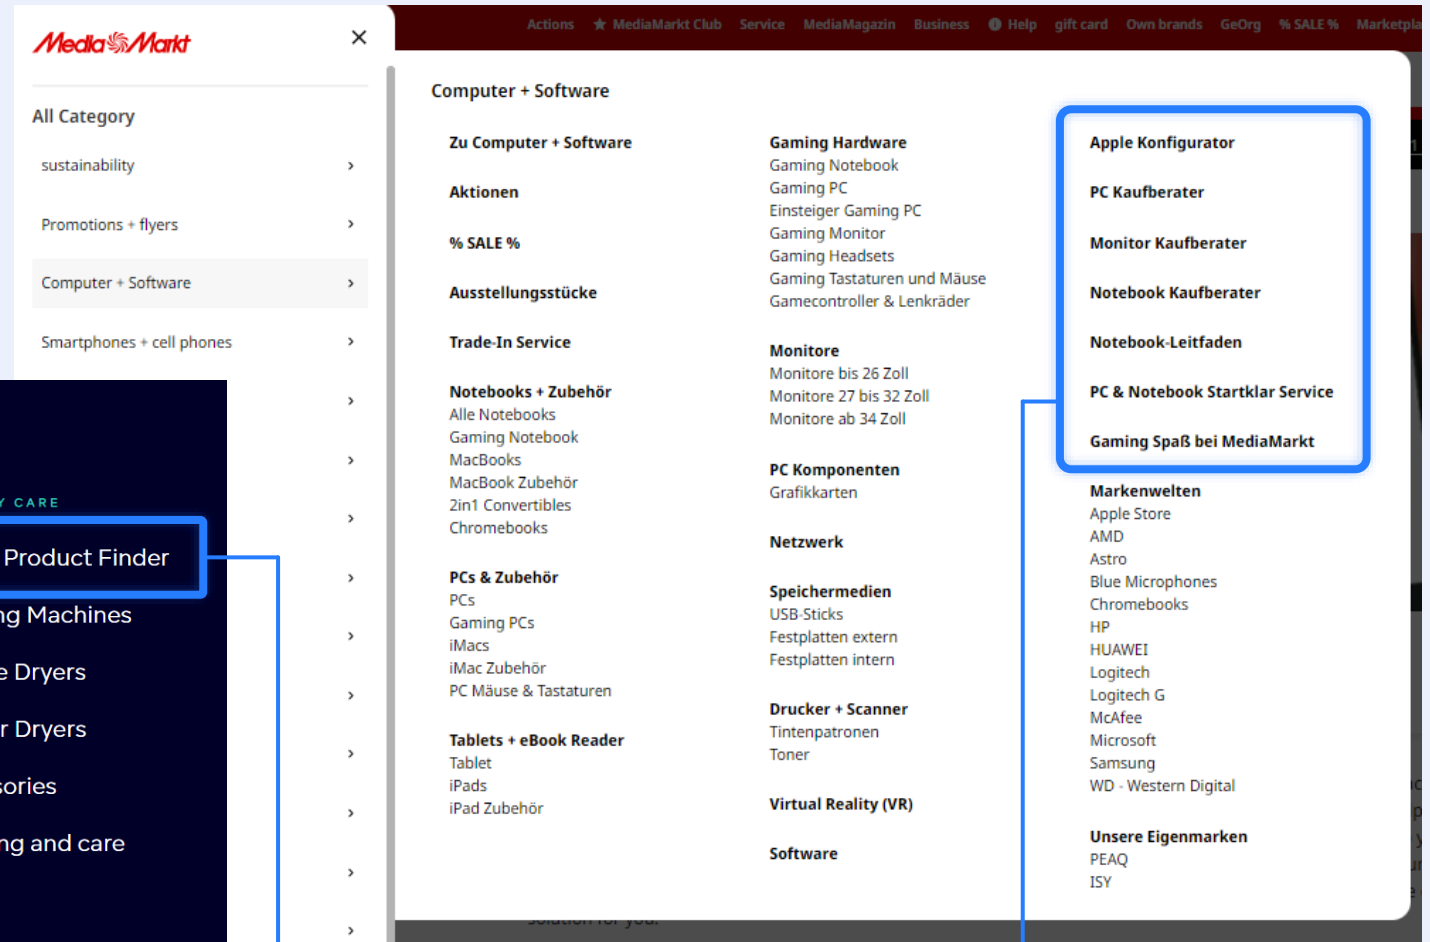 Actions ★ MediaMarkt Club Service MediaMagazin Business Help gift card Own brands GeOrg % SALE %
MediaMarkt
All Category
sustainability
Promotions + flyers
Computer + Software
Smartphones + cell phones
CARE
Product Finder
Machines
Dryers
Dryers
and care
Computer + Software
Zu Computer + Software
Aktionen
% SALE %
Ausstellungsstücke
Trade-In Service
Notebooks + Zubehör
Alle Notebooks
Gaming Notebook
MacBooks
MacBook Zubehör
2in1 Convertibles
Chromebooks
PCs & Zubehör
PCs
Gaming PCs
iMacs
iMac Zubehör
PC Mäuse & Tastaturen
Tablets + eBook Reader
Tablet
iPads
iPad Zubehör
Gaming Hardware
Gaming Notebook
Gaming PC
Einsteiger Gaming PC
Gaming Monitor
Gaming Headsets
Gaming Tastaturen und Mäuse
Gamecontroller & Lenkräder
Monitore
Monitore bis 26 Zoll
Monitore 27 bis 32 Zoll
Monitore ab 34 Zoll
PC Komponenten
Grafikkarten
Netzwerk
Speichermedien
USB-Sticks
Festplatten extern
Festplatten intern
Drucker + Scanner
Tintenpatronen
Toner
Virtual Reality (VR)
Software
Apple Konfigurator
PC Kaufberater
Monitor Kaufberater
Notebook Kaufberater
Notebook-Leitfaden
PC & Notebook Startklar Service
Gaming Spaß bei MediaMarkt
Markenwelten
Apple Store
AMD
Astro
Blue Microphones
Chromebooks
HP
HUAWEI
Logitech
Logitech G
McAfee
Microsoft
Samsung
WD - Western Digital
Unsere Eigenmarken
PEAQ
ISY